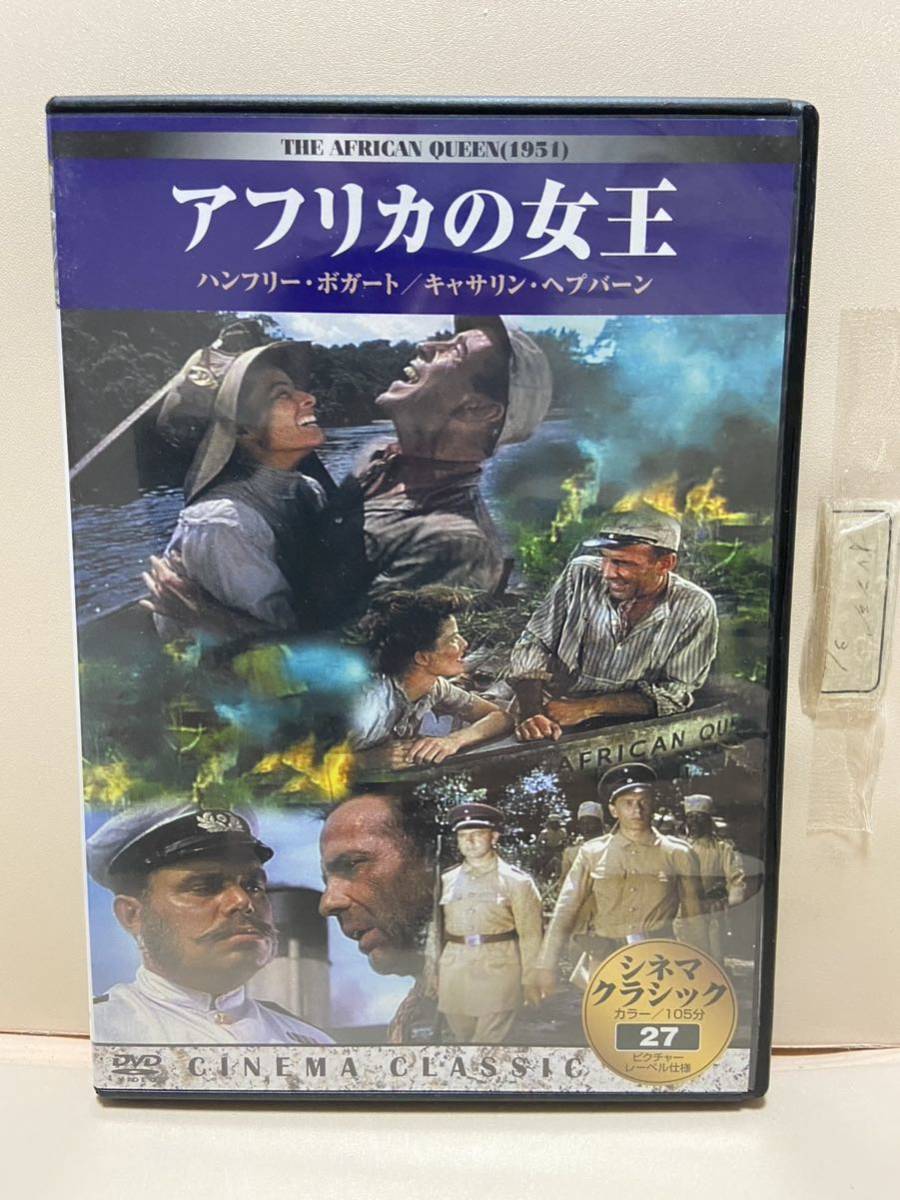 THE AFRICAN QUEEN(1951)
アフリカの女王
ハンフリー・ボガート／キャサリン・ヘプバーン
AFRICAN QUE
シネマ
クラシック
カラー／105分
27
ピクチャー
レーベル仕様
DVD
VIDEO
CINEMA CLASSIC